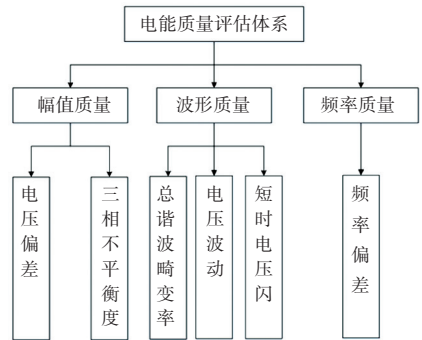 电能质量评估体系
幅值质量
波形质量
频率质量
电压偏差
三相不平衡度
总谐波畸变率
电压波动
短时电压闪
频率偏差